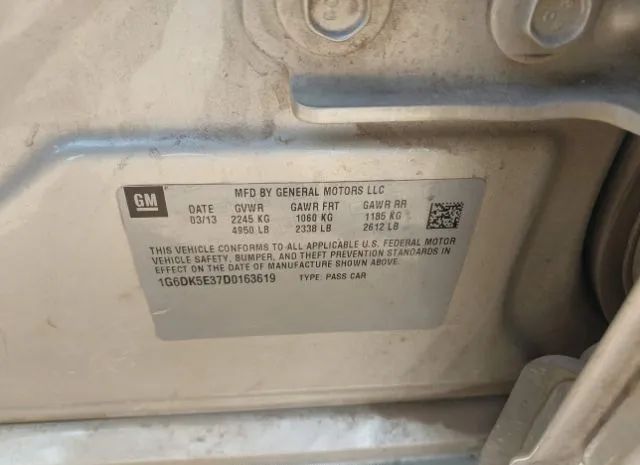 GM
MFD BY GENERAL MOTORS LLC
DATE GVWR GAWR FRT GAWR RR
03/13 2245 KG 1060 KG 1185 KG
4950 LB 2338 LB 2612 LB
THIS VEHICLE CONFORMS TO ALL APPLICABLE U.S. FEDERAL MOTOR
VEHICLE SAFETY, BUMPER, AND THEFT PREVENTION STANDARDS IN
EFFECT ON THE DATE OF MANUFACTURE SHOWN ABOVE.
1G6DK5E37D0163619 TYPE: PASS CAR